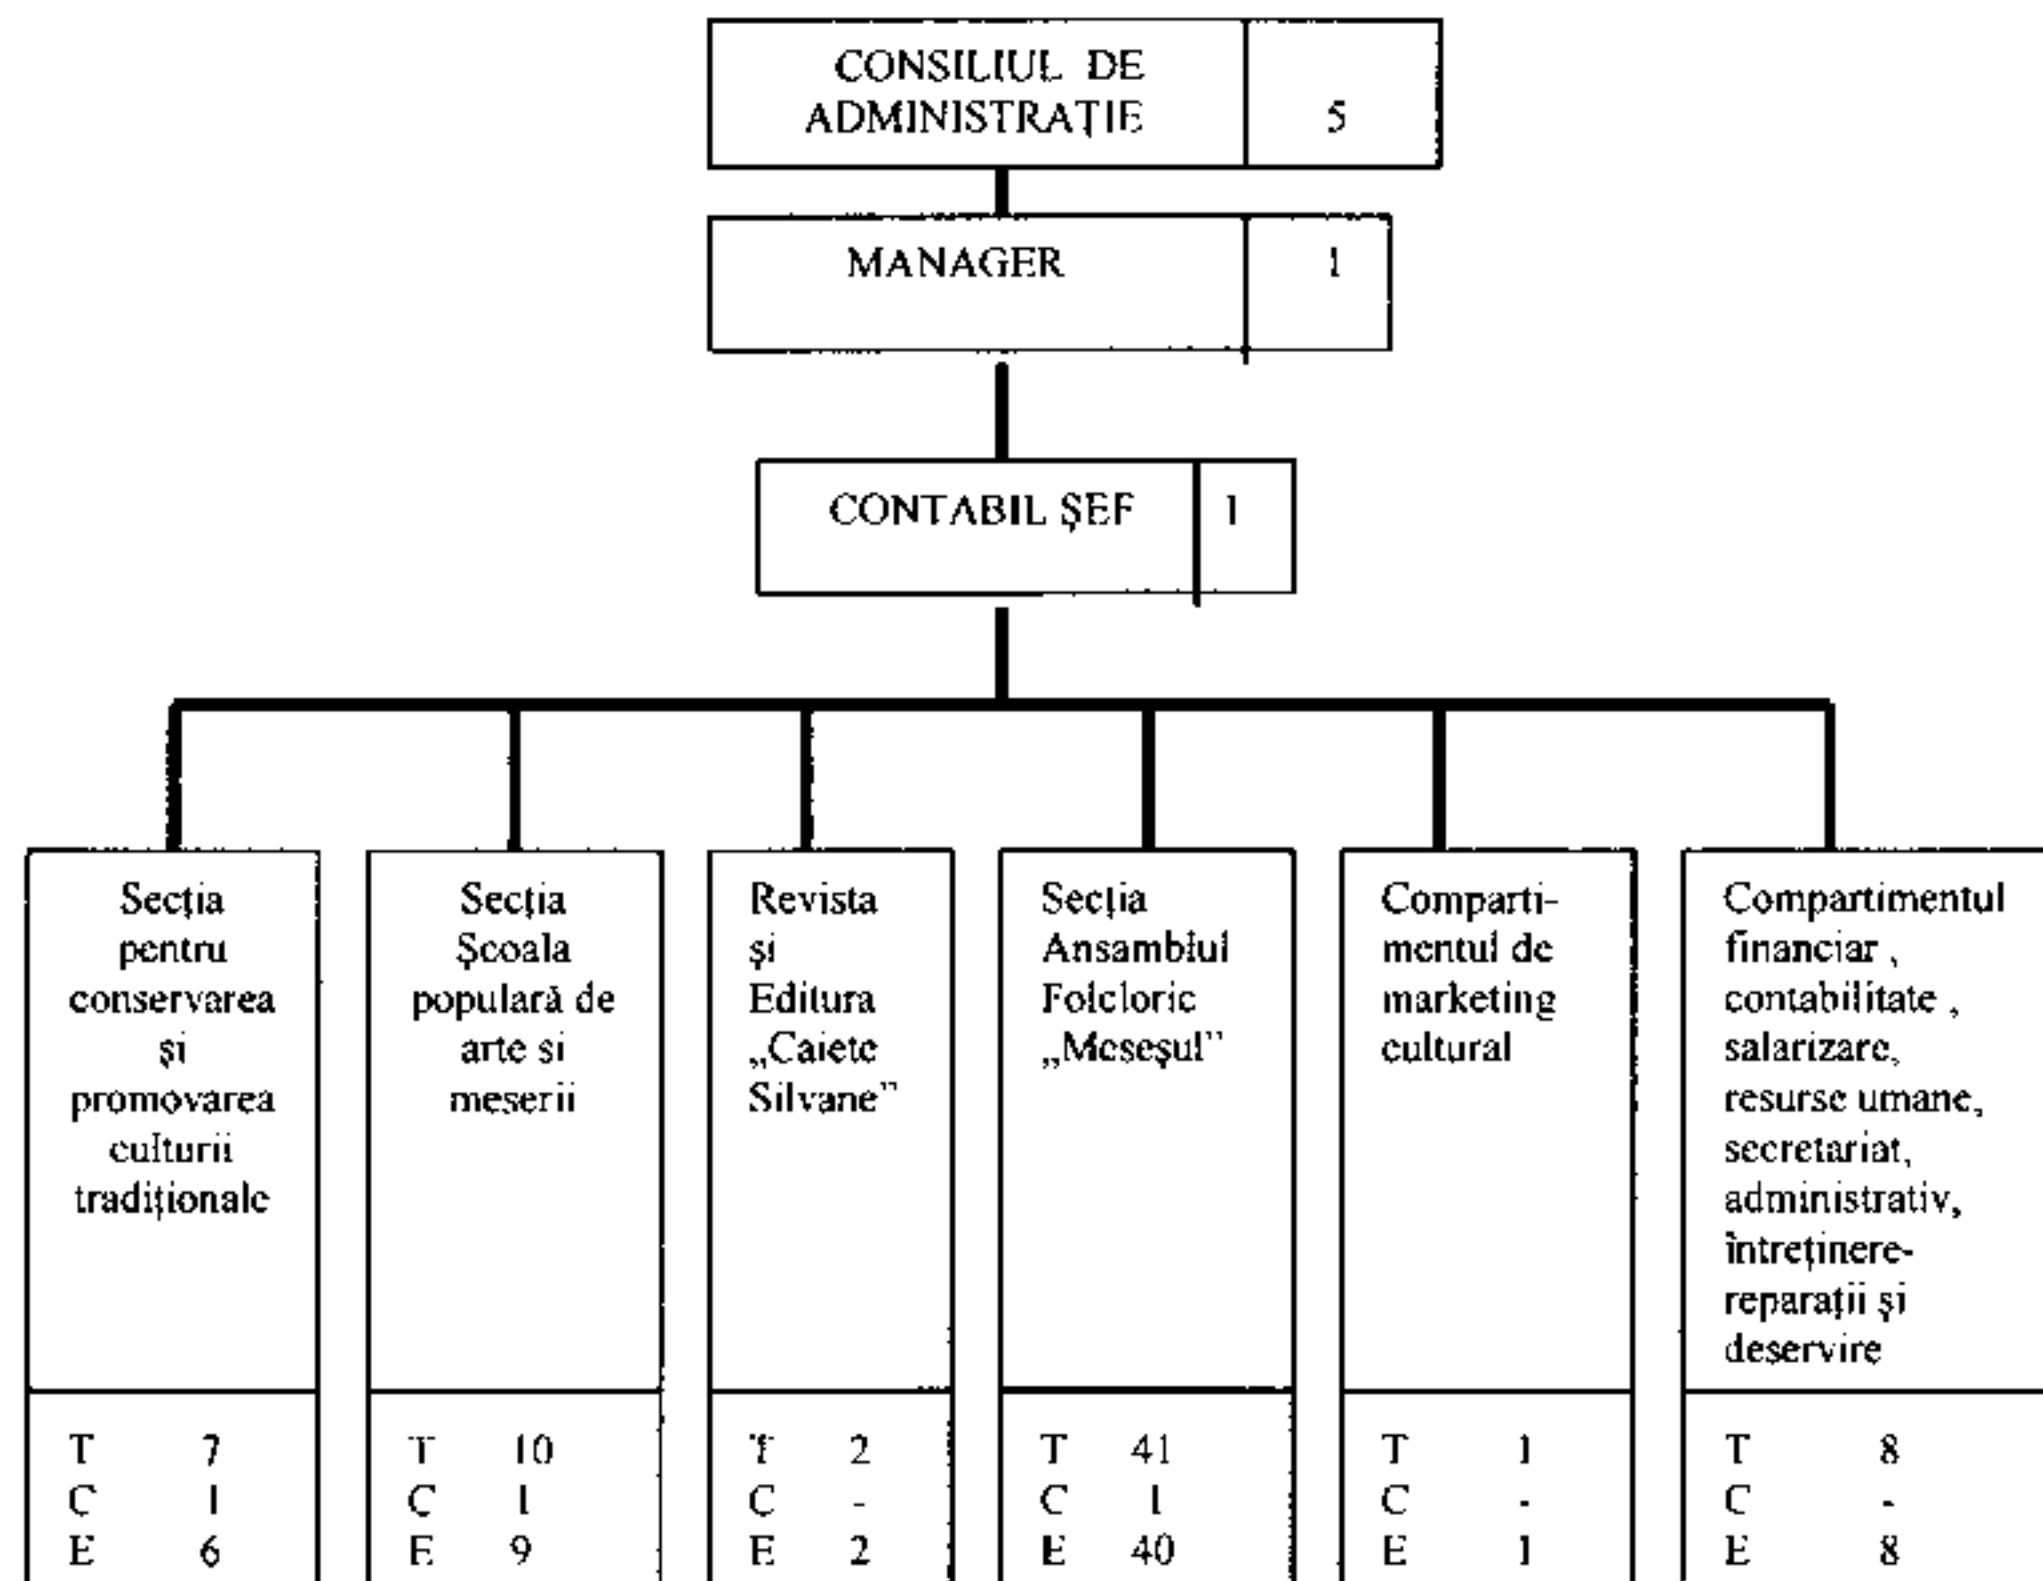 CONSILIUL DE
ADMINISTRAȚIE 5
MANAGER 1
CONTABIL ȘEF 1
Secția
pentru
conservarea
și
promovarea
culturii
tradiționale
T 7
C 1
E 6
Secția
Școala
populară de
arte si
meserii
T 10
C 1
E 9
Revista
și
Editura
„Caiete
Silvane”
T 2
C -
E 2
Secția
Ansamblul
Folcloric
„Meseșul”
T 41
C 1
E 40
Comparti-
mentul de
marketing
cultural
T 1
C -
E 1
Compartimentul
financiar ,
contabilitate ,
salarizare,
resurse umane,
secretariat,
administrativ,
întreținere-
reparații și
deservire
T 8
C -
E 8